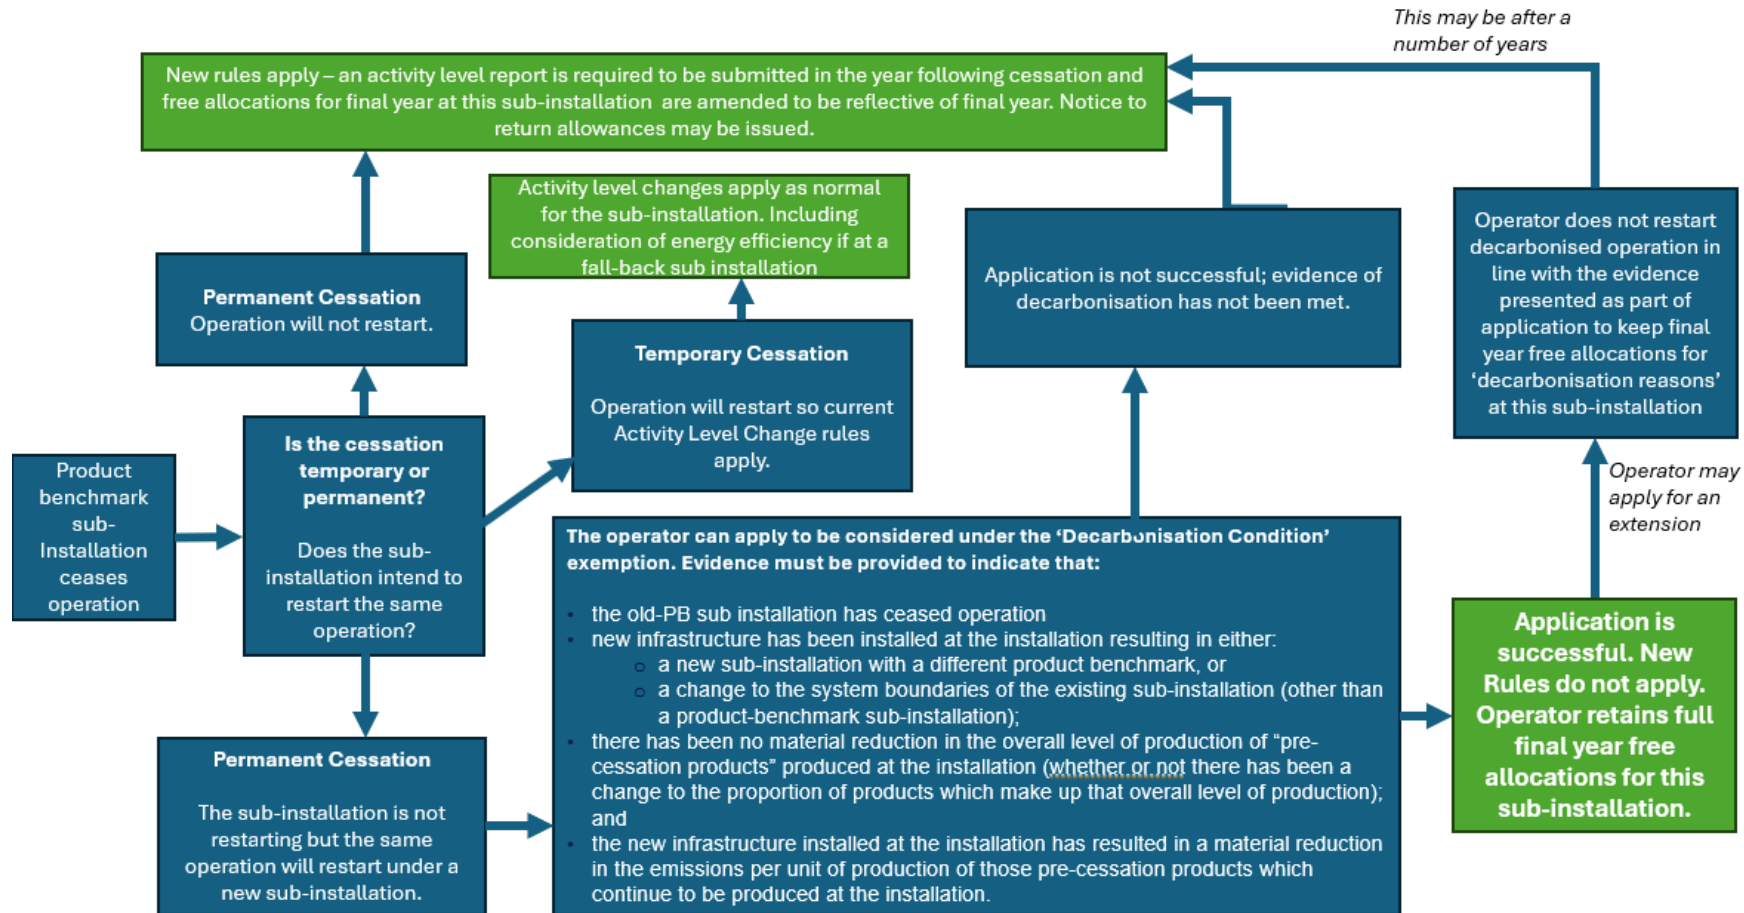 This may be after a
number of years
New rules apply – an activity level report is required to be submitted in the year following cessation and
free allocations for final year at this sub-installation are amended to be reflective of final year. Notice to
return allowances may be issued.
Activity level changes apply as normal
for the sub-installation. Including
consideration of energy efficiency if at a
fall-back sub installation
Permanent Cessation
Operation will not restart.
Temporary Cessation
Operation will restart so current
Activity Level Change rules
apply.
Application is not successful; evidence of
decarbonisation has not been met.
Operator does not restart
decarbonised operation in
line with the evidence
presented as part of
application to keep final
year free allocations for
‘decarbonisation reasons’
at this sub-installation
Product
benchmark
sub-
Installation
ceases
operation
Is the cessation
temporary or
permanent?
Does the sub-
installation intend to
restart the same
operation?
Operator may
apply for an
extension
Permanent Cessation
The sub-installation is not
restarting but the same
operation will restart under a
new sub-installation.
The operator can apply to be considered under the ‘Decarbonisation Condition’
exemption. Evidence must be provided to indicate that:
• the old-PB sub installation has ceased operation
• new infrastructure has been installed at the installation resulting in either:
o a new sub-installation with a different product benchmark, or
o a change to the system boundaries of the existing sub-installation (other than
a product-benchmark sub-installation);
• there has been no material reduction in the overall level of production of “pre-
cessation products” produced at the installation (whether or not there has been a
change to the proportion of products which make up that overall level of production);
and
• the new infrastructure installed at the installation has resulted in a material reduction
in the emissions per unit of production of those pre-cessation products which
continue to be produced at the installation.
Application is
successful. New
Rules do not apply.
Operator retains full
final year free
allocations for this
sub-installation.